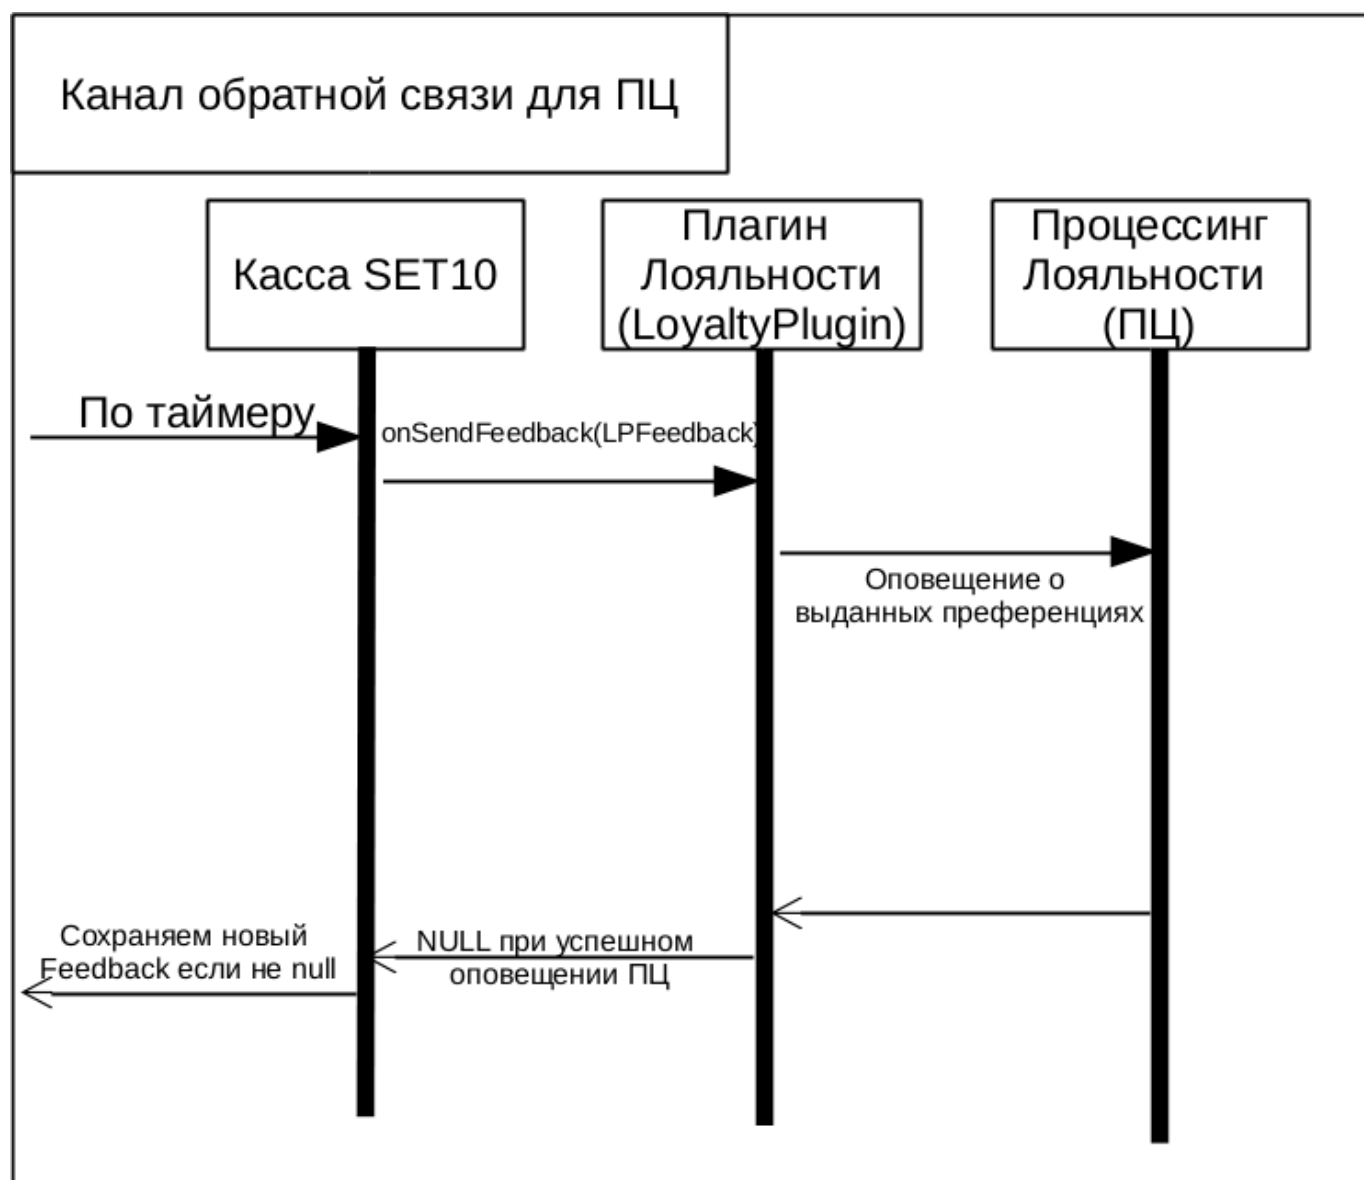 Канал обратной связи для ПЦ
Касса SET10
Плагин
Лояльности
(LoyaltyPlugin)
Процессинг
Лояльности
(ПЦ)
По таймеру
onSendFeedback(LPFeedback)
Оповещение о
выданных преференциях
NULL при успешном
оповещении ПЦ
Сохраняем новый
Feedback если не null